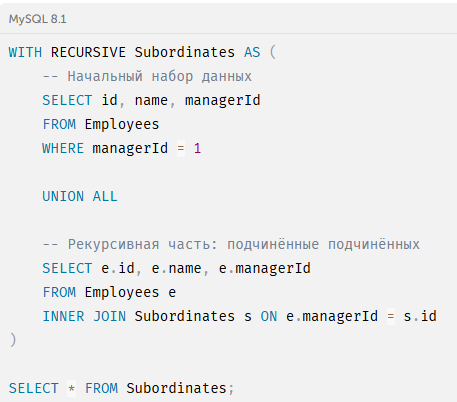 MySQL 8.1
WITH RECURSIVE Subordinates AS (
    -- Начальный набор данных
    SELECT id, name, managerId
    FROM Employees
    WHERE managerId = 1

    UNION ALL

    -- Рекурсивная часть: подчинённые подчинённых
    SELECT e.id, e.name, e.managerId
    FROM Employees e
    INNER JOIN Subordinates s ON e.managerId = s.id
)

SELECT * FROM Subordinates;